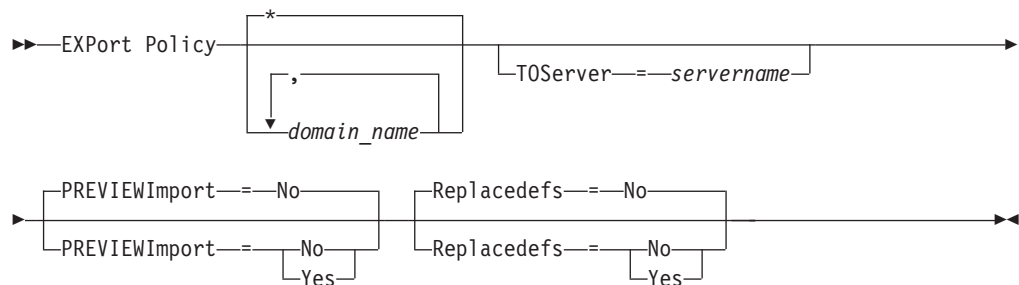 *
EXPort Policy
,
domain_name
TOServer = servername
PREVIEWImport = No
PREVIEWImport = No
Yes
Replacedefs = No
Replacedefs = No
Yes